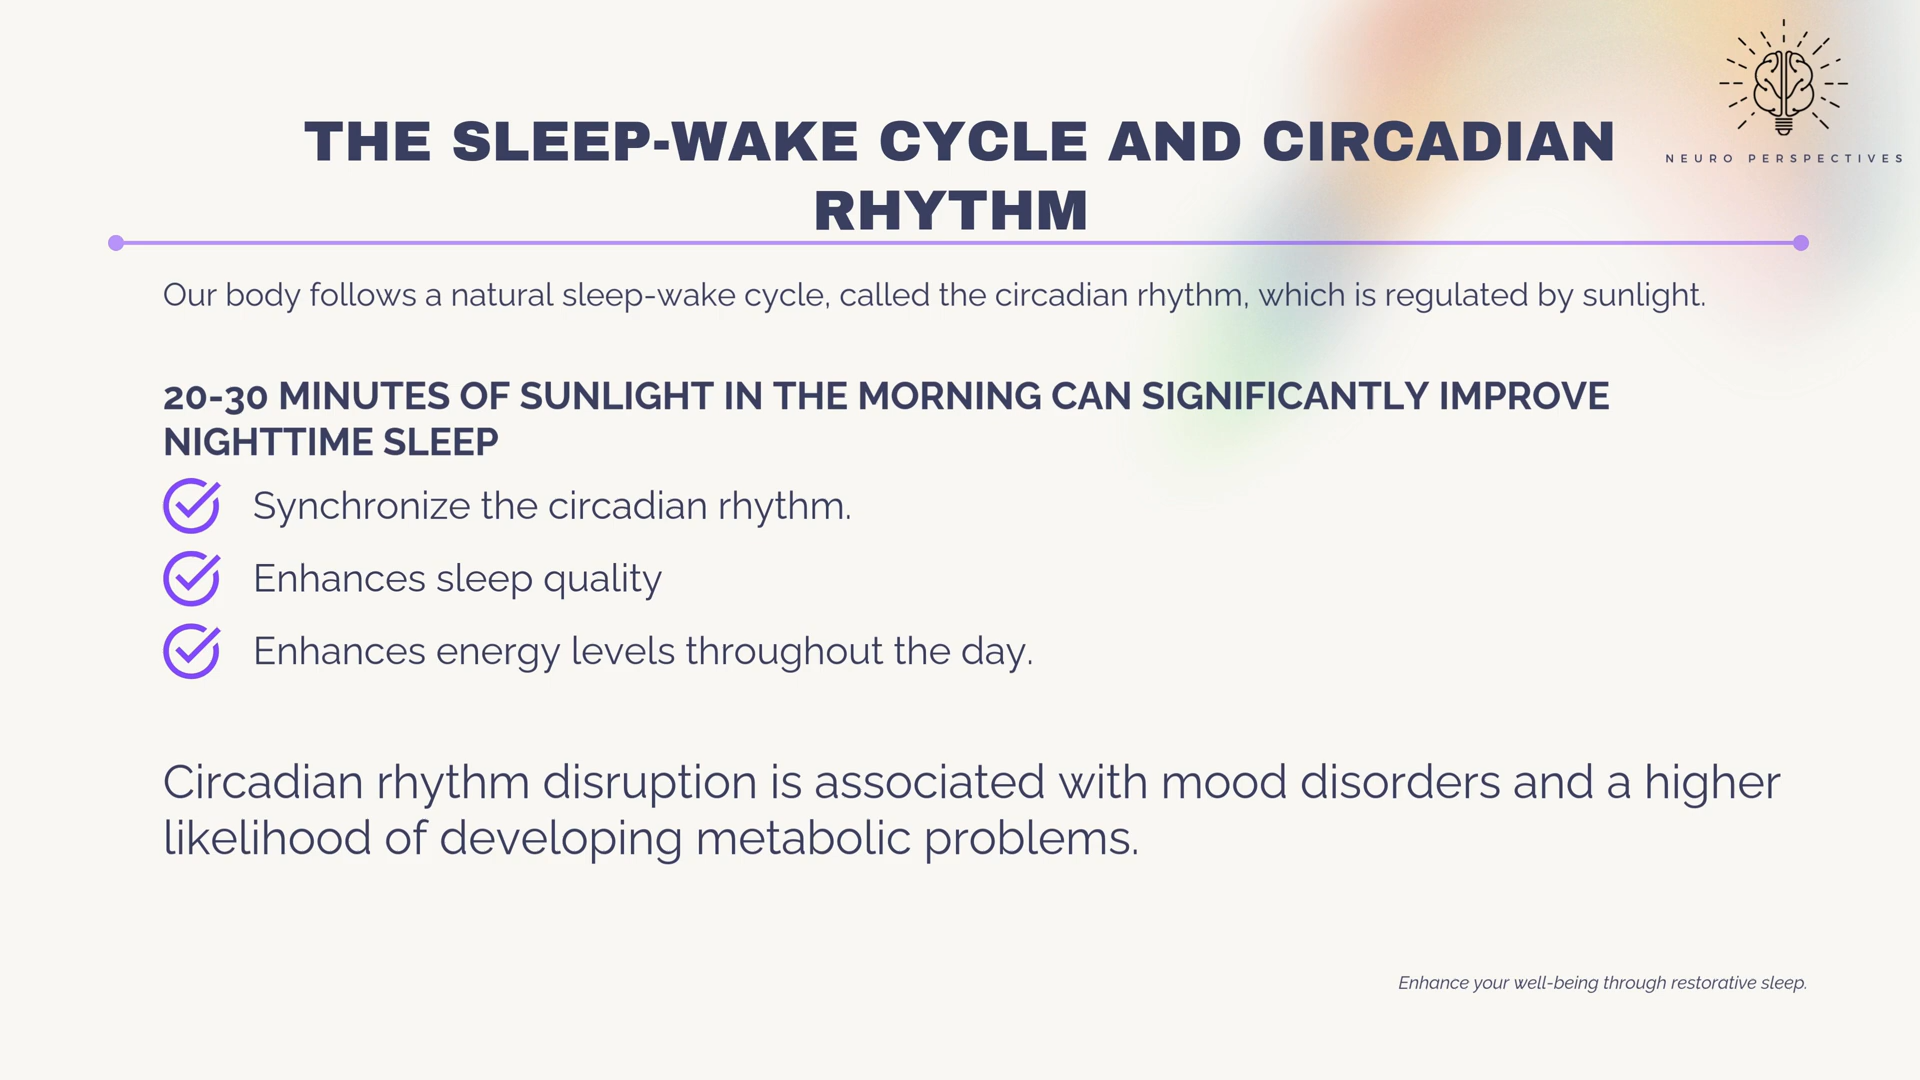 THE SLEEP-WAKE CYCLE AND CIRCADIAN
RHYTHM
NEURO PERSPECTIVES
Our body follows a natural sleep-wake cycle, called the circadian rhythm, which is regulated by sunlight.
20-30 MINUTES OF SUNLIGHT IN THE MORNING CAN SIGNIFICANTLY IMPROVE
NIGHTTIME SLEEP
Synchronize the circadian rhythm.
Enhances sleep quality
Enhances energy levels throughout the day.
Circadian rhythm disruption is associated with mood disorders and a higher
likelihood of developing metabolic problems.
Enhance your well-being through restorative sleep.